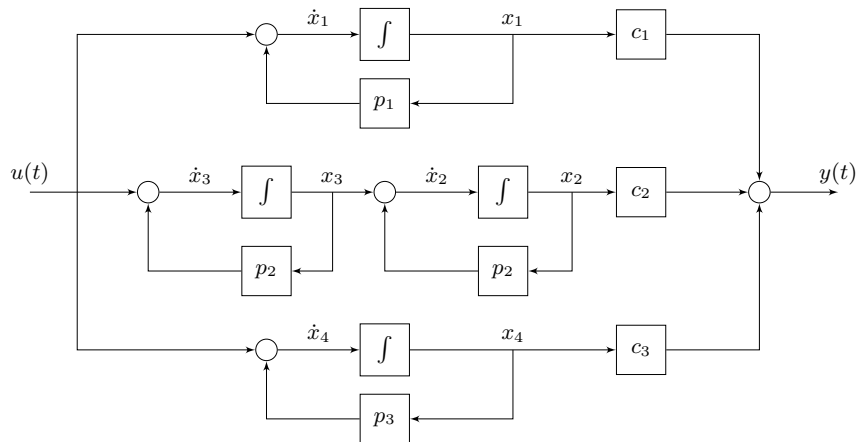 ẋ₁ ∫ x₁ c₁
p₁
u(t) ẋ₃ ∫ x₃ ẋ₂ ∫ x₂ c₂ y(t)
p₂ p₂
ẋ₄ ∫ x₄ c₃
p₃